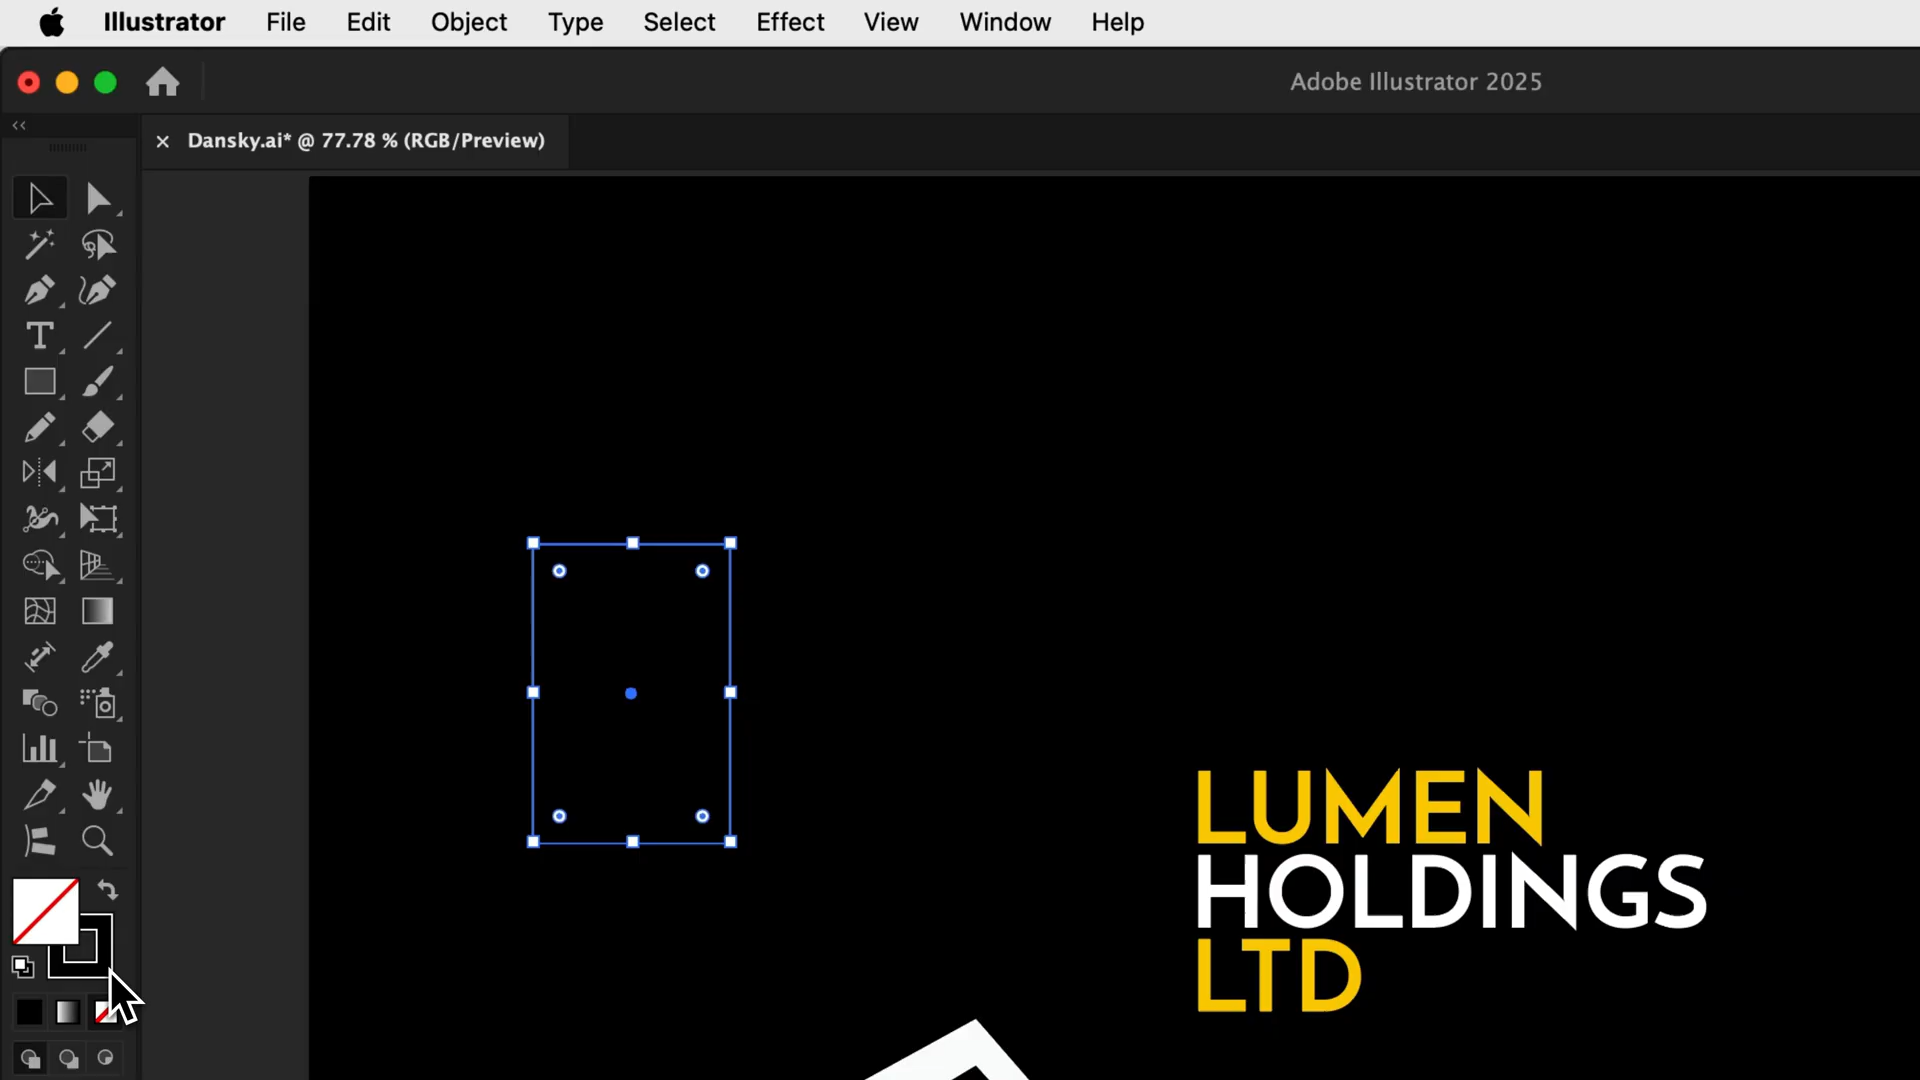 Illustrator File Edit Object Type Select Effect View Window Help
Adobe Illustrator 2025
Dansky.ai* @ 77.78 % (RGB/Preview)
LUMEN
HOLDINGS
LTD